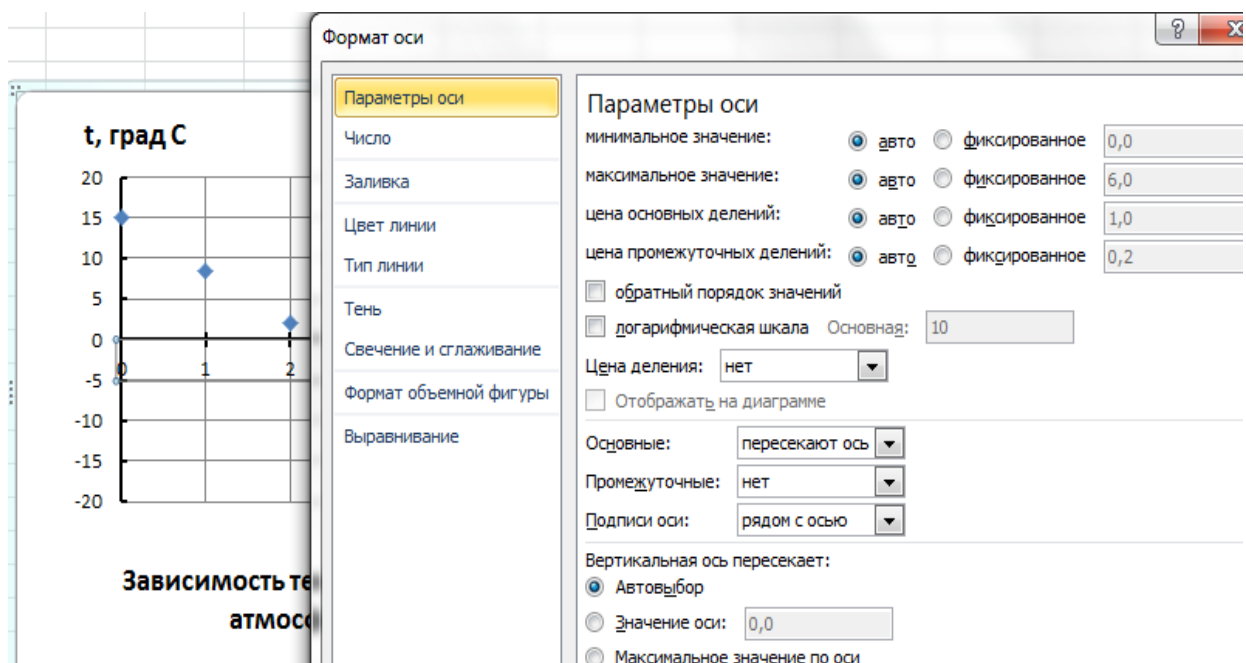 Формат оси
t, град С
20
15
10
5
0
-5
-10
-15
-20
0 1 2
Зависимость те
атмосо
Параметры оси
Число
Заливка
Цвет линии
Тип линии
Тень
Свечение и сглаживание
Формат объемной фигуры
Выравнивание
Параметры оси
минимальное значение: авто фиксированное 0,0
максимальное значение: авто фиксированное 6,0
цена основных делений: авто фиксированное 1,0
цена промежуточных делений: авто фиксированное 0,2
обратный порядок значений
логарифмическая шкала Основная: 10
Цена деления: нет
Отображать на диаграмме
Основные: пересекают ось
Промежуточные: нет
Подписи оси: рядом с осью
Вертикальная ось пересекает:
Автовыбор
Значение оси: 0,0
Максимальное значение по оси